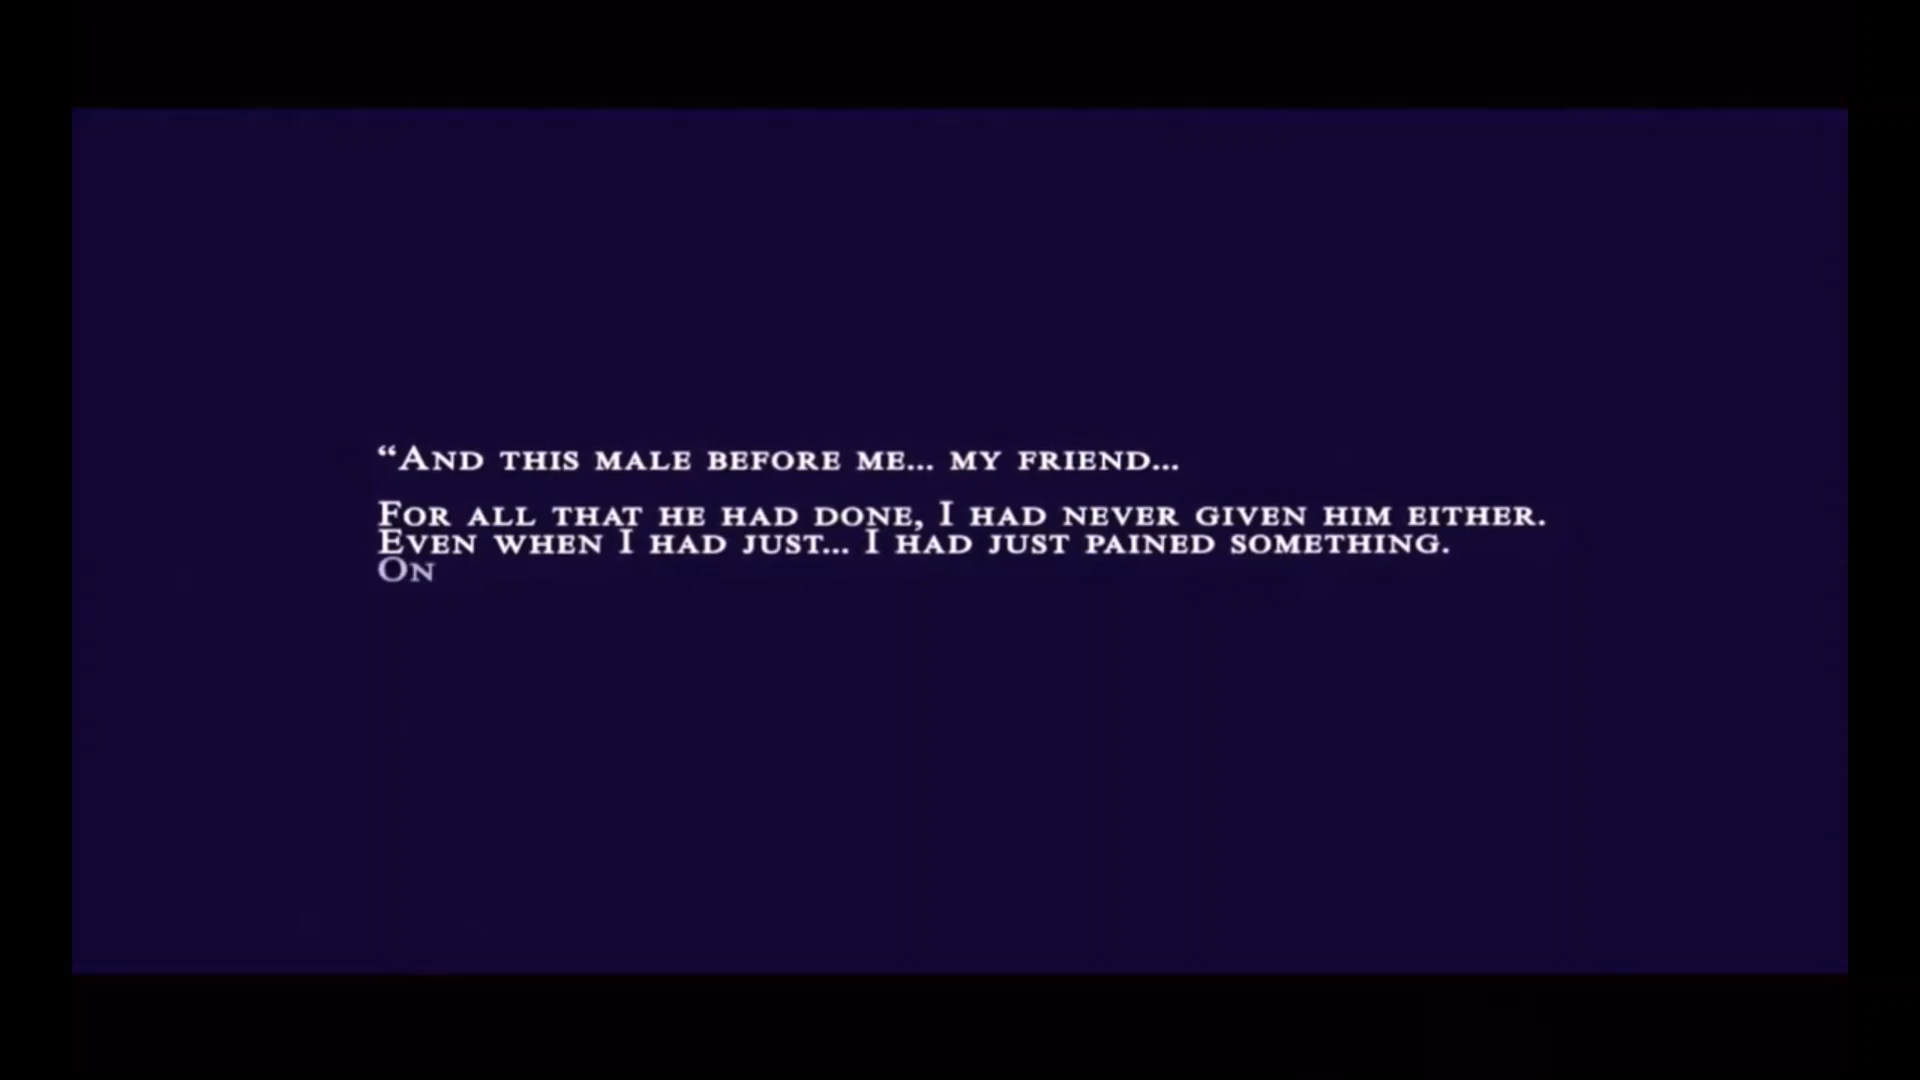 “And this male before me... my friend...
For all that he had done, I had never given him either.
Even when I had just... I had just pained something.
On